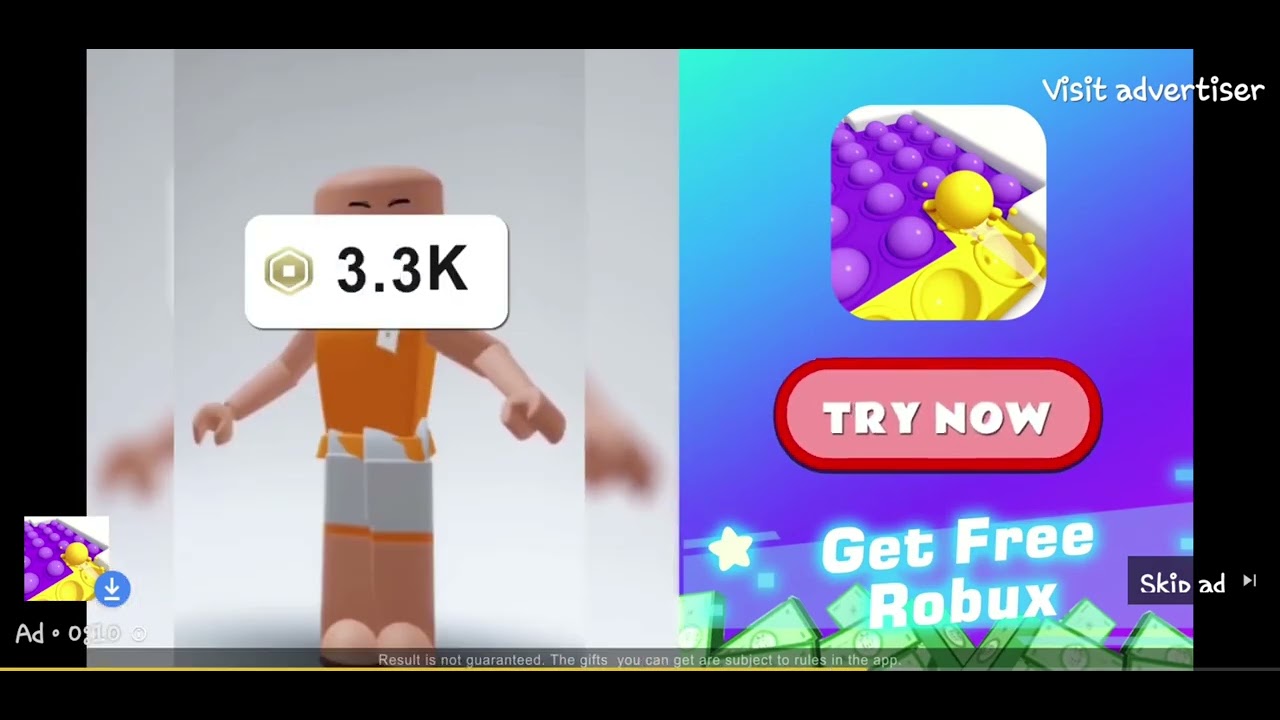 Visit advertiser
3.3K
TRY NOW
Get Free
Robux
Skip ad
Ad • 0:10
Result is not guaranteed. The gifts you can get are subject to rules in the app.